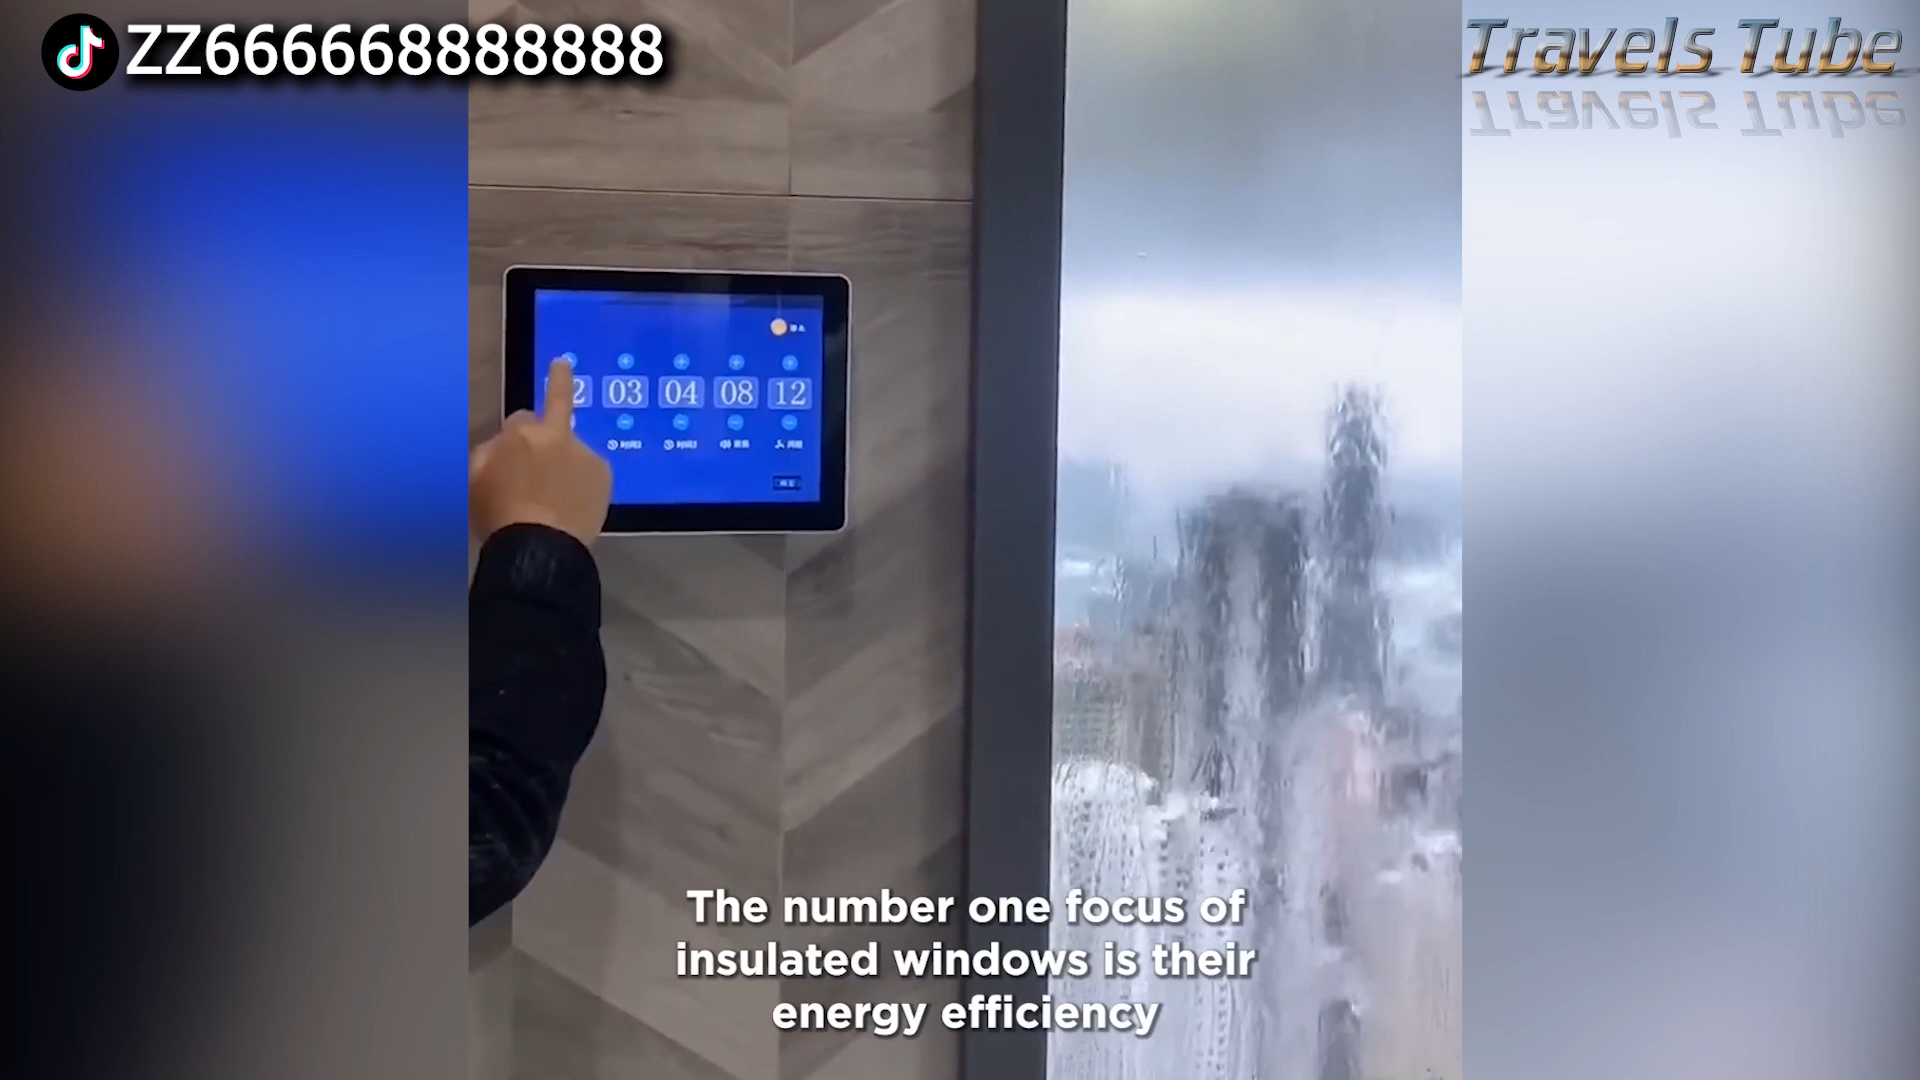 ZZ666668888888
Travels Tube
03 04 08 12
The number one focus of
insulated windows is their
energy efficiency